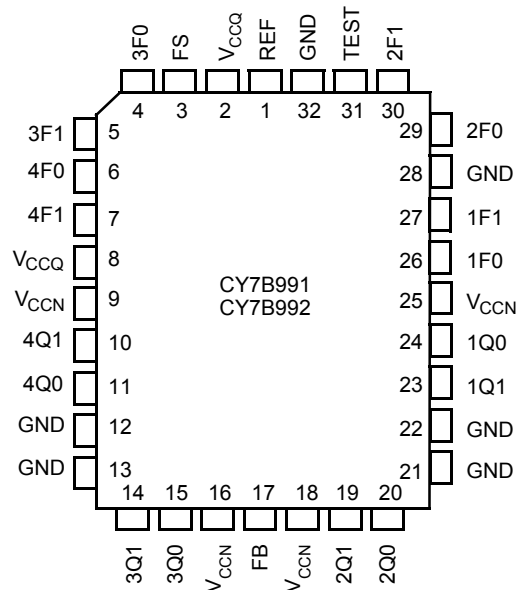 3F0 FS VCCQ REF GND TEST 2F1
4 3 2 1 32 31 30
3F1 5 29 2F0
4F0 6 28 GND
4F1 7 27 1F1
VCCQ 8 26 1F0
CY7B991
CY7B992
VCCN 9 25 VCCN
4Q1 10 24 1Q0
4Q0 11 23 1Q1
GND 12 22 GND
GND 13 21 GND
14 15 16 17 18 19 20
3Q1 3Q0 VCCN FB VCCN 2Q1 2Q0